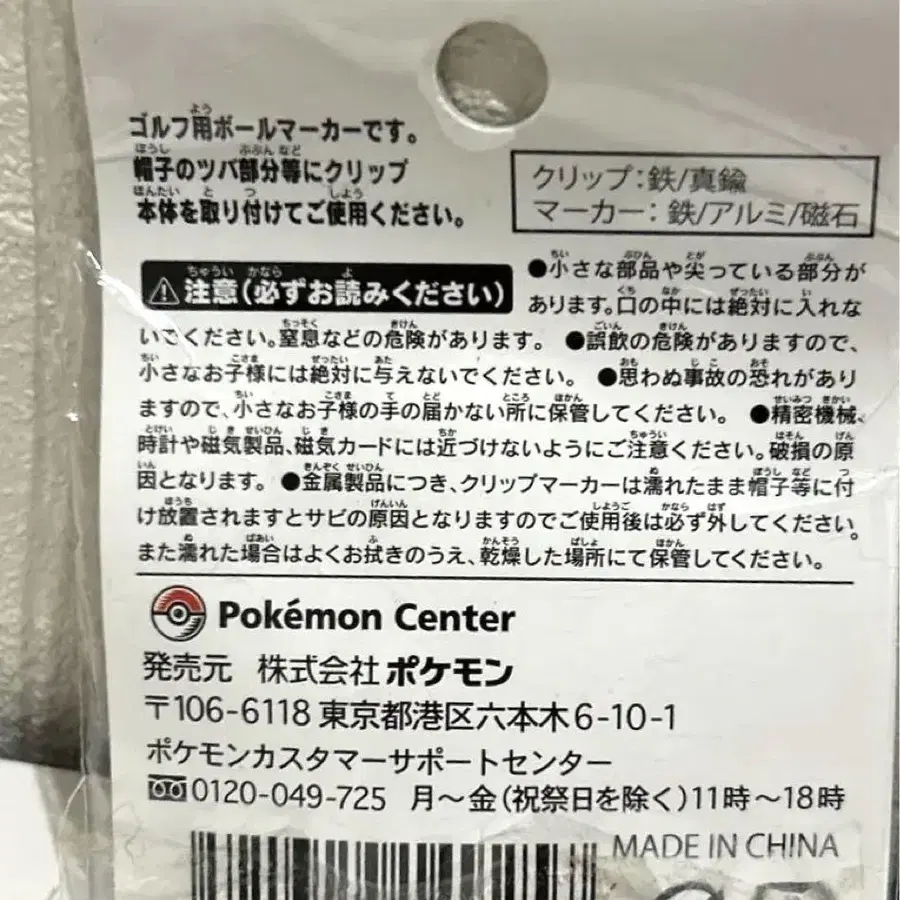 ゴルフ用ボールマーカーです。
帽子のツバ部分等にクリップ
本体を取り付けてご使用ください。
クリップ：鉄/真鍮
マーカー：鉄/アルミ/磁石
注意（必ずお読みください）
●小さな部品や尖っている部分が
あります。口の中には絶対に入れな
いでください。窒息などの危険があります。 ●誤飲の危険がありますので、
小さなお子様には絶対に与えないでください。 ●思わぬ事故の恐れがあり
ますので、小さなお子様の手の届かない所に保管してください。 ●精密機械、
時計や磁気製品、磁気カードには近づけないようにご注意ください。破損の原
因となります。 ●金属製品につき、クリップマーカーは濡れたまま帽子等に付
け放置されますとサビの原因となりますのでご使用後は必ず外してください。
また濡れた場合はよくお拭きのうえ、乾燥した場所にて保管してください。
Pokémon Center
発売元 株式会社ポケモン
〒106-6118 東京都港区六本木6-10-1
ポケモンカスタマーサポートセンター
0120-049-725 月～金（祝祭日を除く）11時～18時
MADE IN CHINA